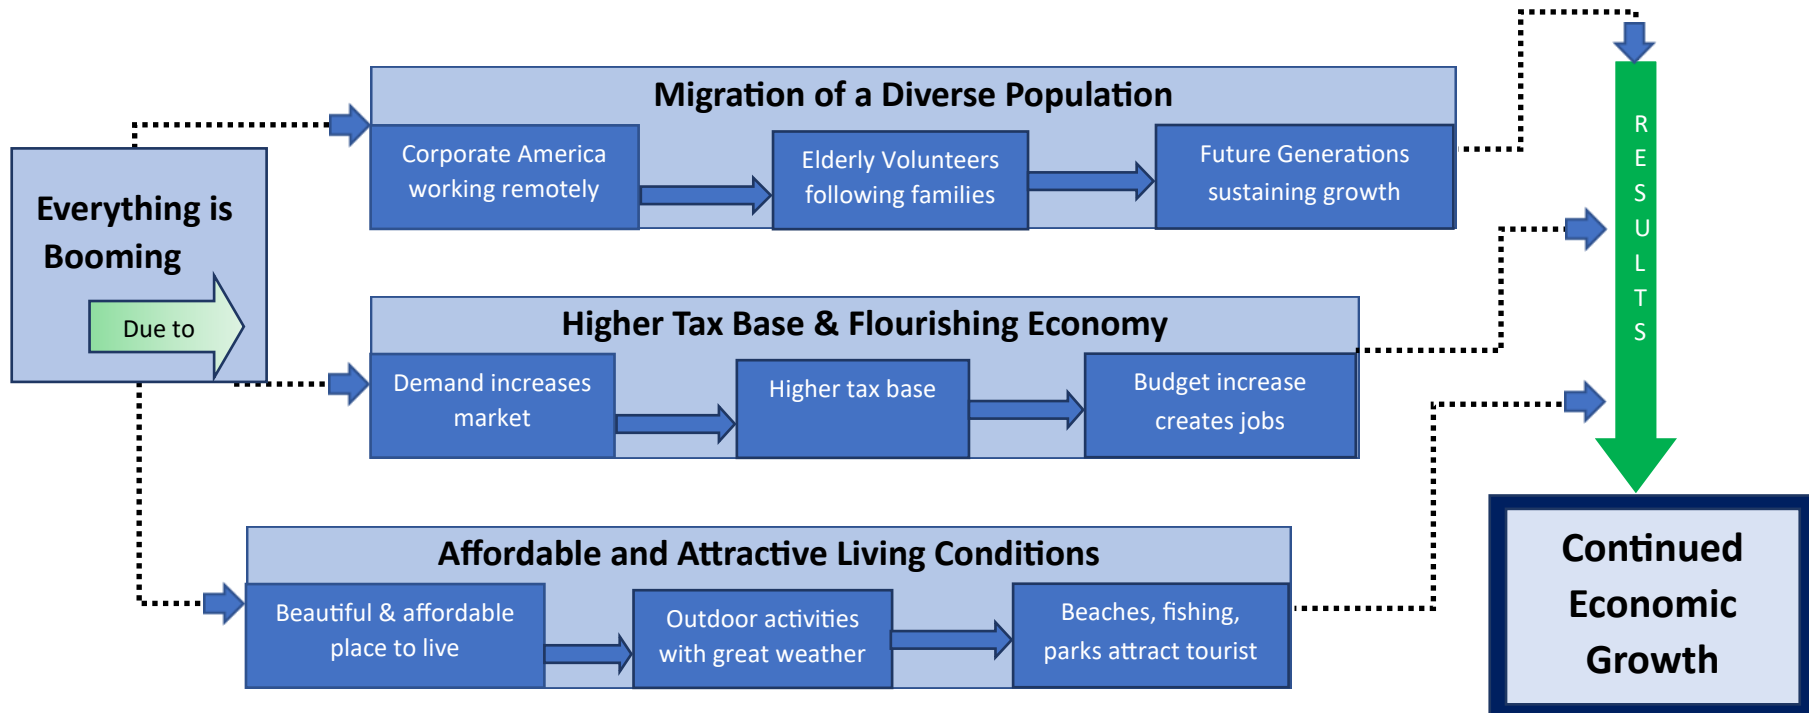 Everything is
Booming
Due to
Migration of a Diverse Population
Corporate America
working remotely
Elderly Volunteers
following families
Future Generations
sustaining growth
Higher Tax Base & Flourishing Economy
Demand increases
market
Higher tax base
Budget increase
creates jobs
Affordable and Attractive Living Conditions
Beautiful & affordable
place to live
Outdoor activities
with great weather
Beaches, fishing,
parks attract tourist
R
E
S
U
L
T
S
Continued
Economic
Growth